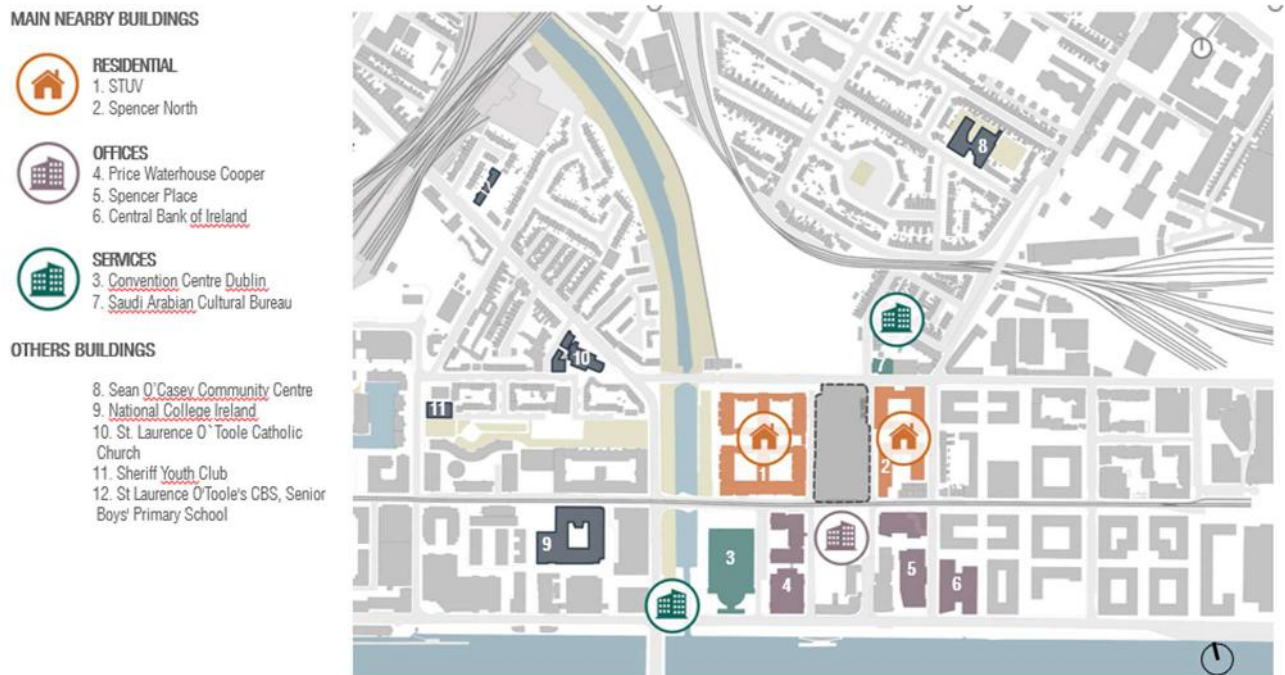 MAIN NEARBY BUILDINGS
RESIDENTIAL
1. STUV
2. Spencer North
OFFICES
4. Price Waterhouse Cooper
5. Spencer Place
6. Central Bank of Ireland
SERVICES
3. Convention Centre Dublin
7. Saudi Arabian Cultural Bureau
OTHERS BUILDINGS
8. Sean O'Casey Community Centre
9. National College Ireland
10. St. Laurence O`Toole Catholic
Church
11. Sheriff Youth Club
12. St Laurence O'Toole's CBS, Senior
Boys' Primary School
8
10
7
11
1
2
9
3
4
5
6